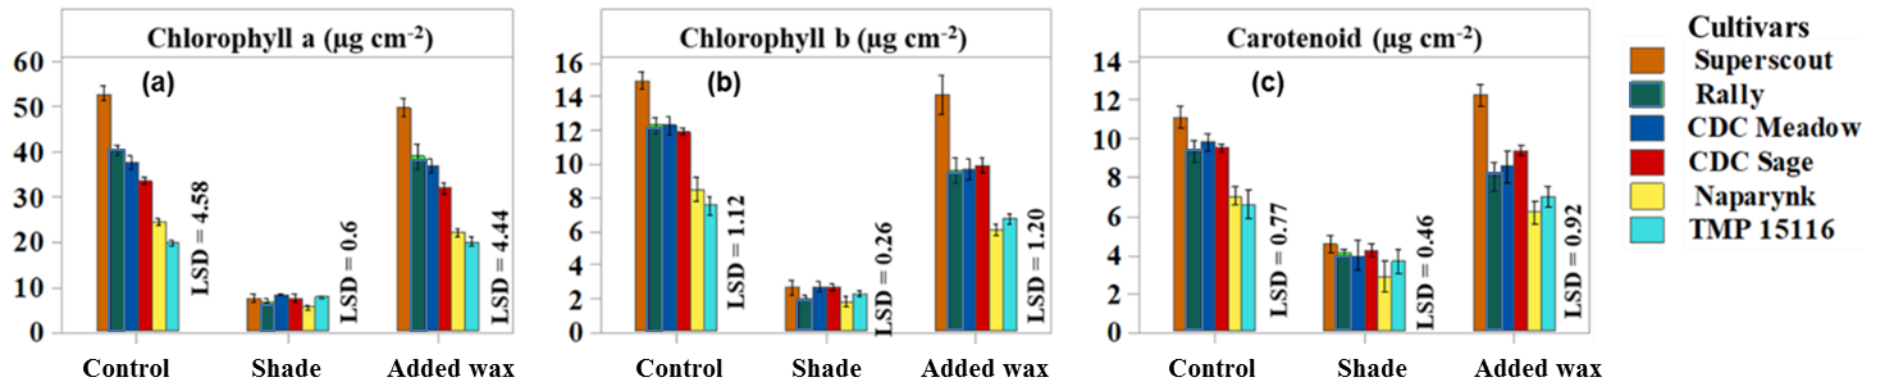 Chlorophyll a (µg cm-2)
(a)
60
50
40
30
20
10
0
LSD = 4.58
LSD = 0.6
LSD = 4.44
Control
Shade
Added wax
Chlorophyll b (µg cm-2)
(b)
16
14
12
10
8
6
4
2
0
LSD = 1.12
LSD = 0.26
LSD = 1.20
Control
Shade
Added wax
Carotenoid (µg cm-2)
(c)
14
12
10
8
6
4
2
0
LSD = 0.77
LSD = 0.46
LSD = 0.92
Control
Shade
Added wax
Cultivars
Superscout
Rally
CDC Meadow
CDC Sage
Naparynk
TMP 15116